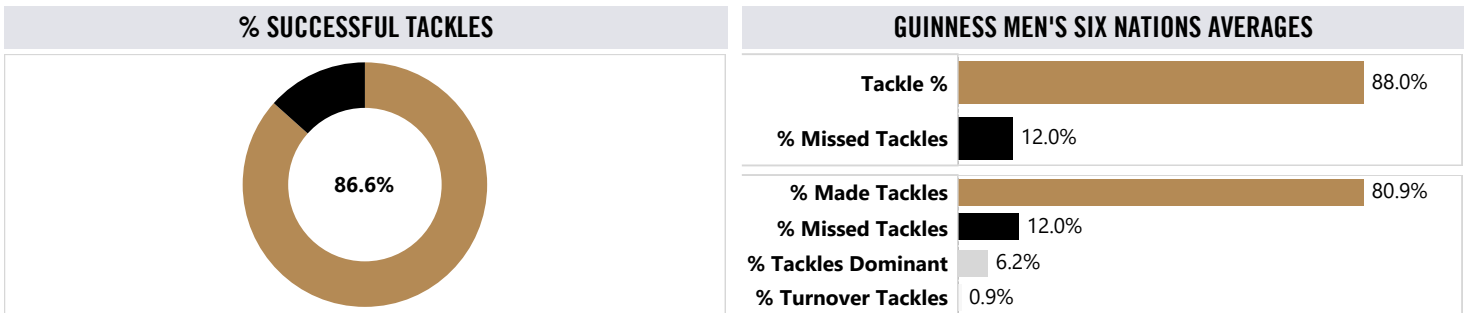 % SUCCESSFUL TACKLES
86.6%
GUINNESS MEN'S SIX NATIONS AVERAGES
Tackle % 88.0%
% Missed Tackles 12.0%
% Made Tackles 80.9%
% Missed Tackles 12.0%
% Tackles Dominant 6.2%
% Turnover Tackles 0.9%